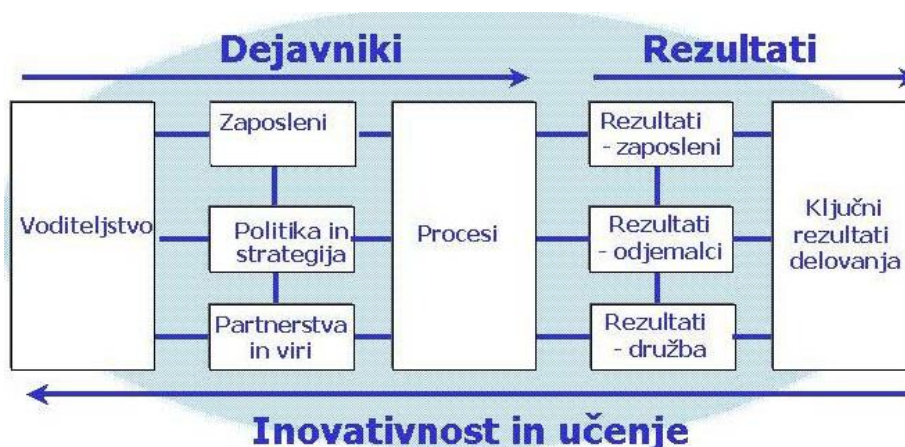 Dejavniki
Rezultati
Voditeljstvo
Zaposleni
Politika in
strategija
Partnerstva
in viri
Procesi
Rezultati
- zaposleni
Rezultati
- odjemalci
Rezultati
- družba
Ključni
rezultati
delovanja
Inovativnost in učenje